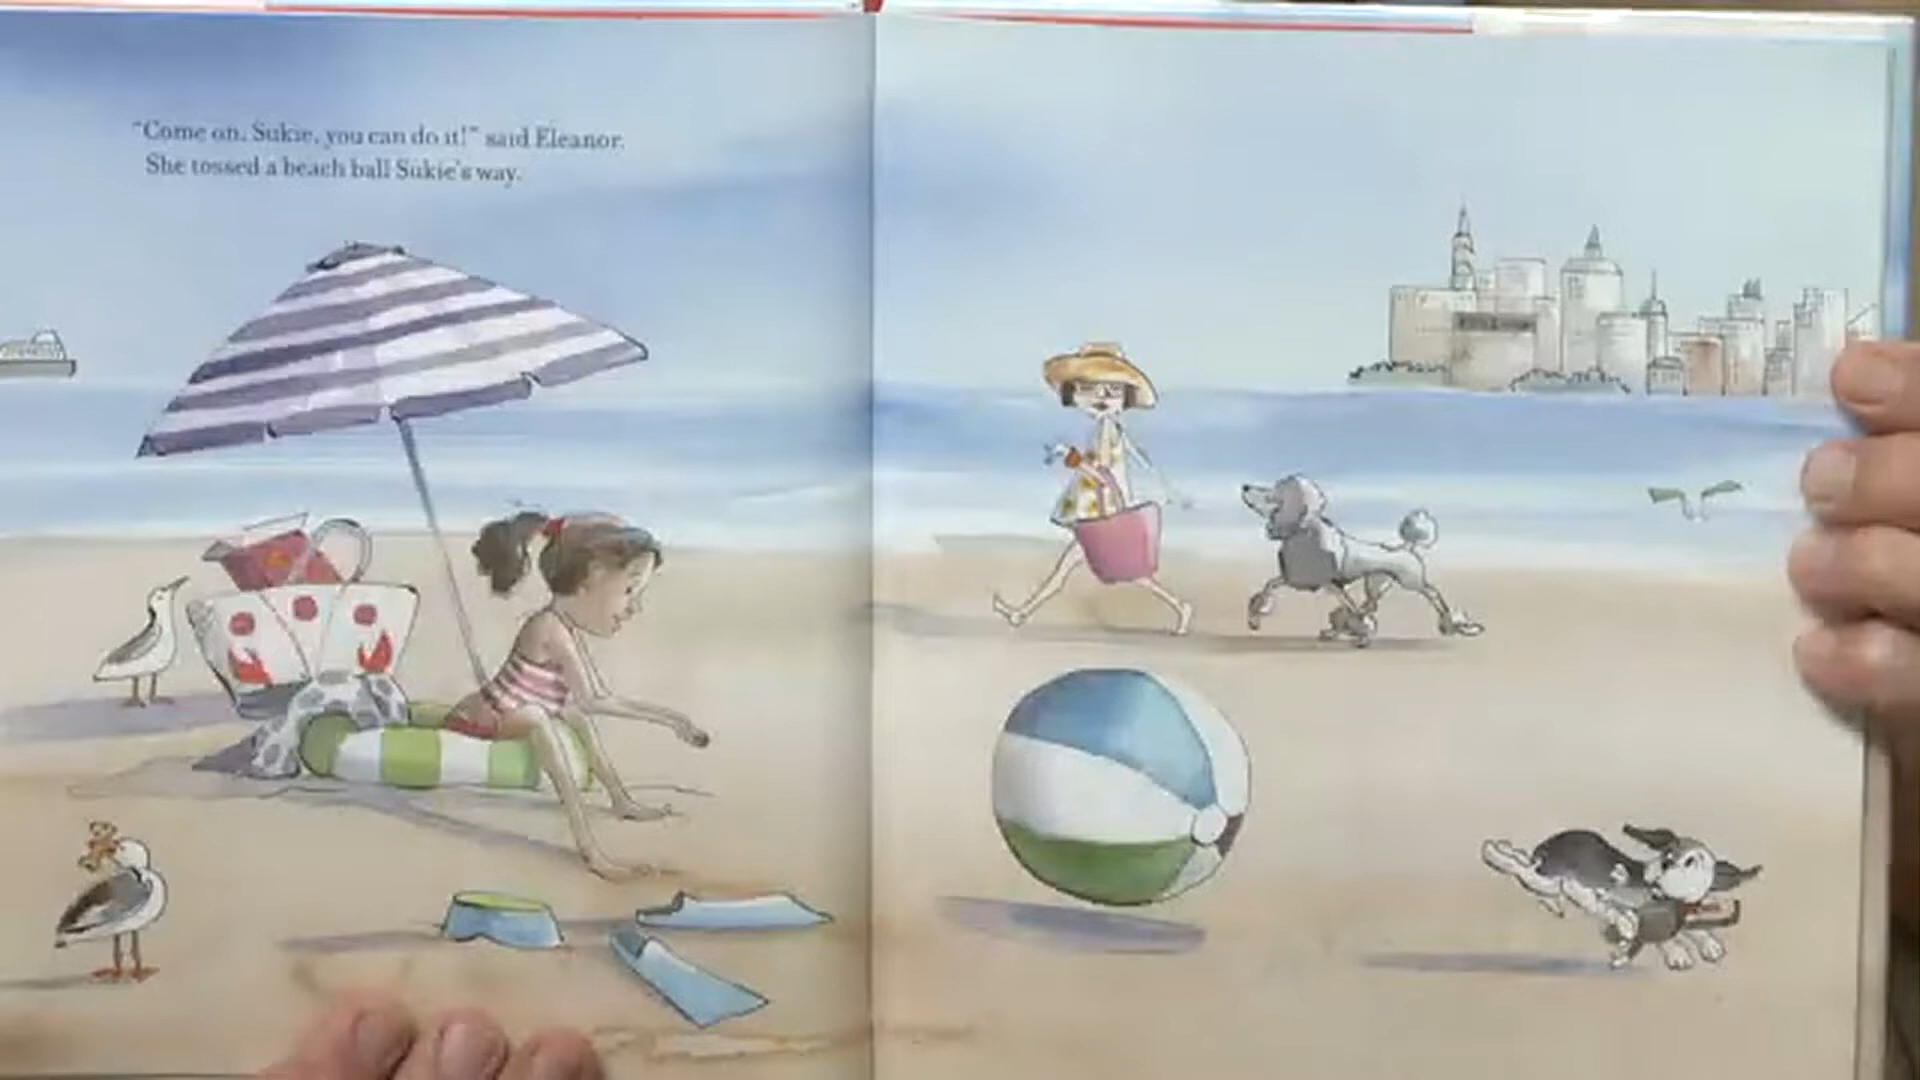 "Come on, Sukie, you can do it!" said Eleanor.
She tossed a beach ball Sukie's way.